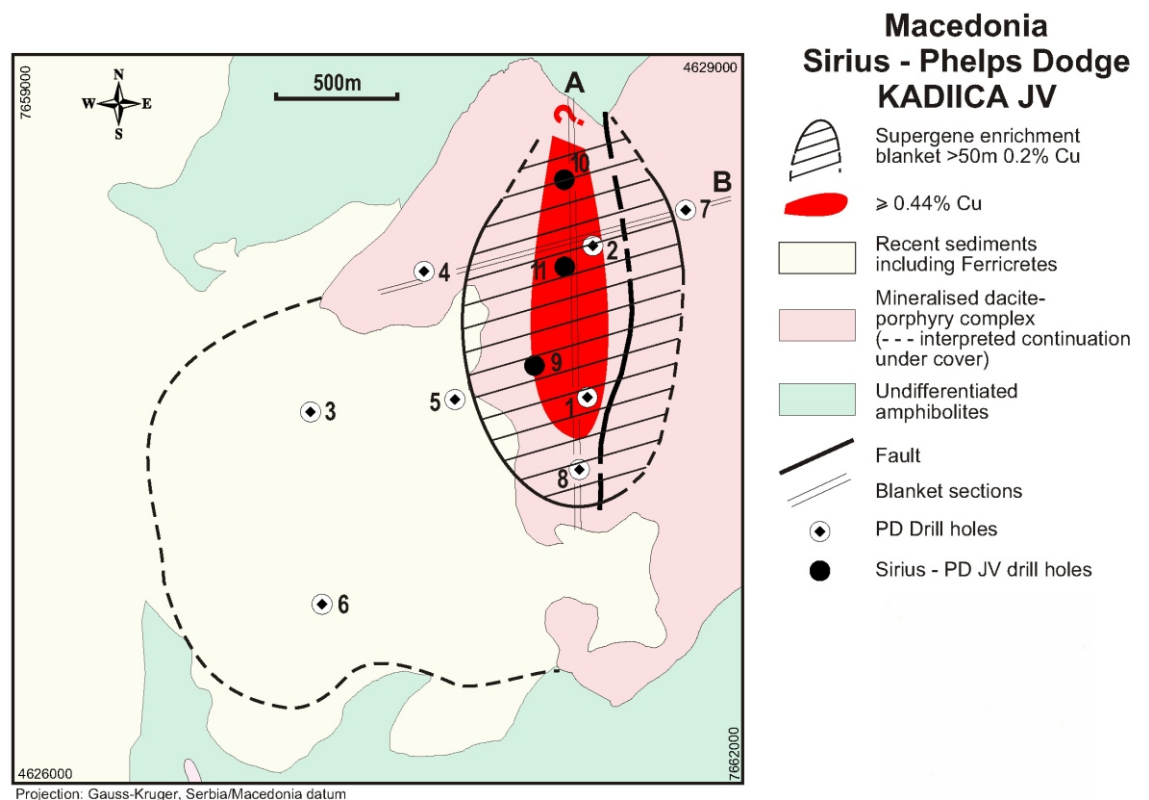 Macedonia
Sirius - Phelps Dodge
KADIICA JV
7659000
N
W E
S
500m
A
4629000
?
10
B
7
2
4
11
9
5
3
1
8
6
4626000
7662000
Projection: Gauss-Kruger, Serbia/Macedonia datum
Supergene enrichment
blanket >50m 0.2% Cu
⩾ 0.44% Cu
Recent sediments
including Ferricretes
Mineralised dacite-
porphyry complex
(- - - interpreted continuation
under cover)
Undifferentiated
amphibolites
Fault
Blanket sections
PD Drill holes
Sirius - PD JV drill holes